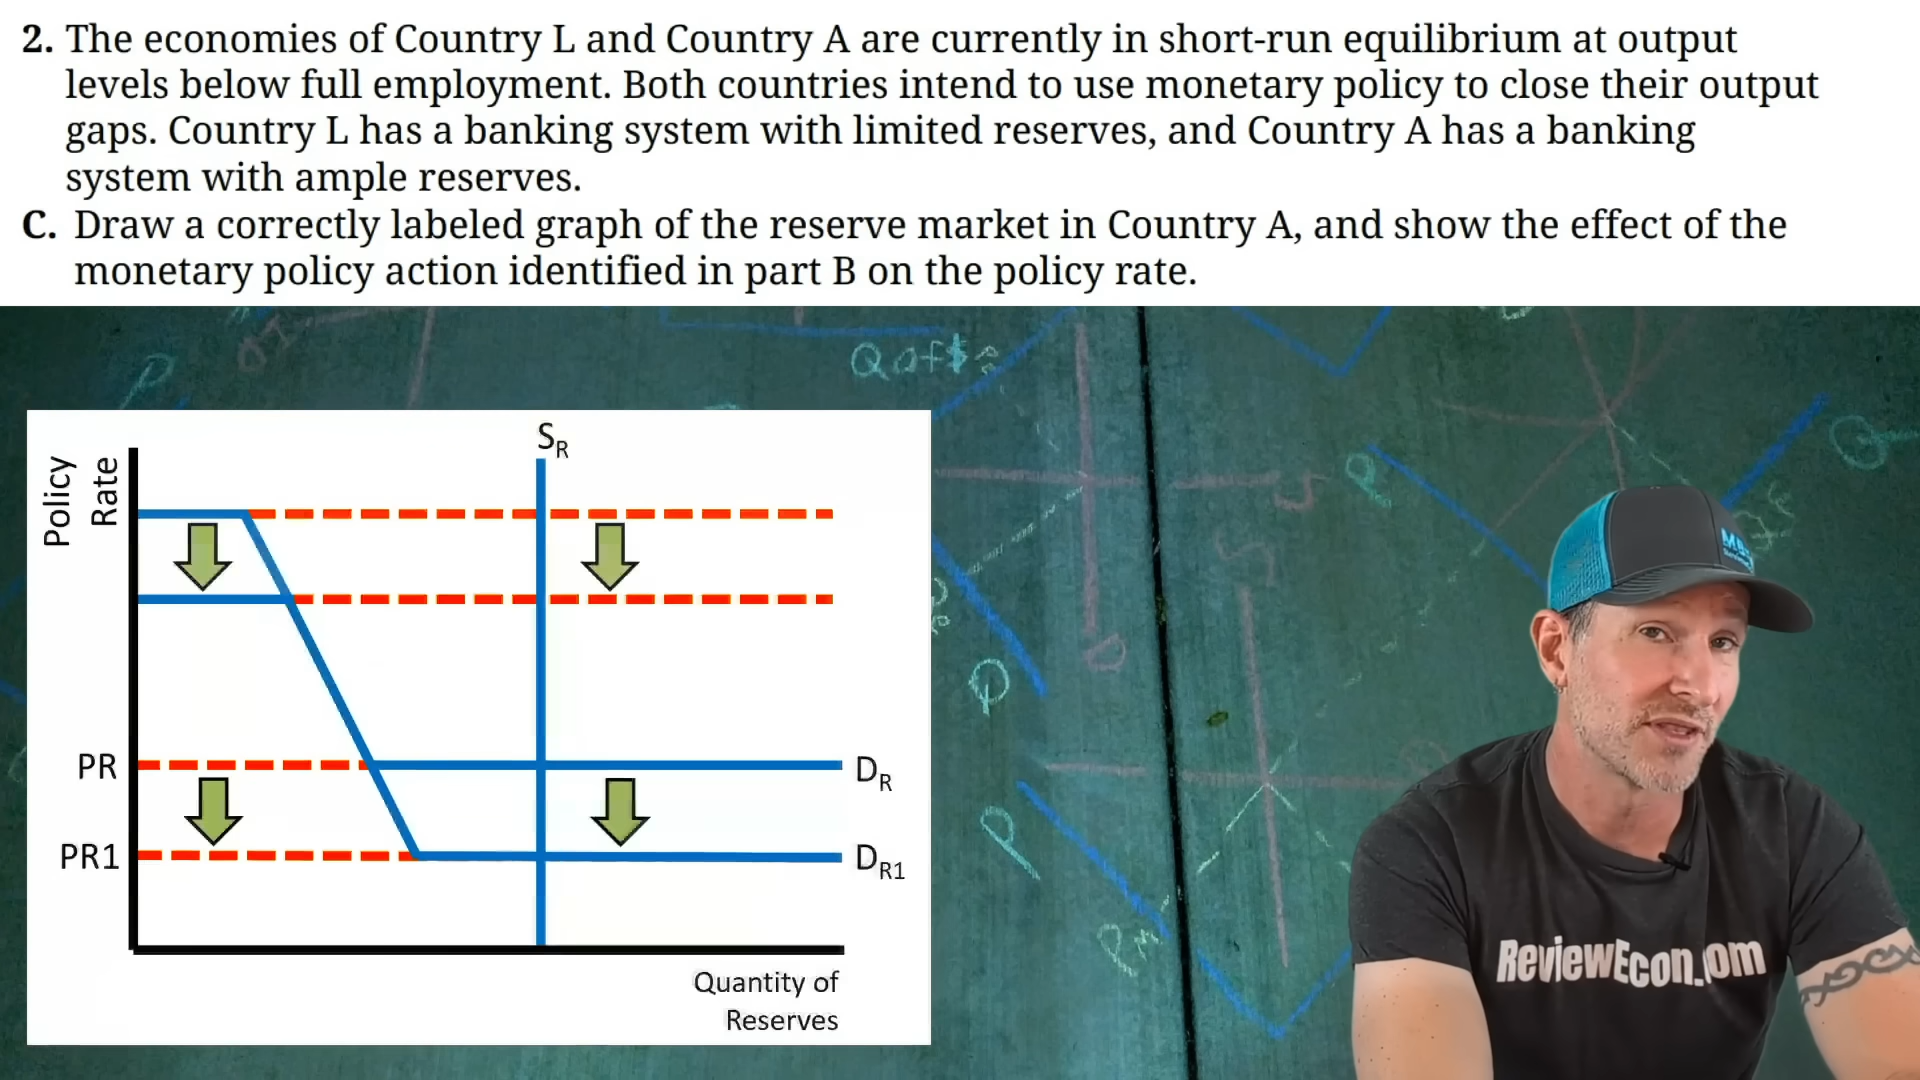 2. The economies of Country L and Country A are currently in short-run equilibrium at output
levels below full employment. Both countries intend to use monetary policy to close their output
gaps. Country L has a banking system with limited reserves, and Country A has a banking
system with ample reserves.
C. Draw a correctly labeled graph of the reserve market in Country A, and show the effect of the
monetary policy action identified in part B on the policy rate.
Policy
Rate
SR
PR
DR
PR1
DR1
Quantity of
Reserves
P
Q of $
P
Q
P
S
D
Q
P
ReviewEcon.com